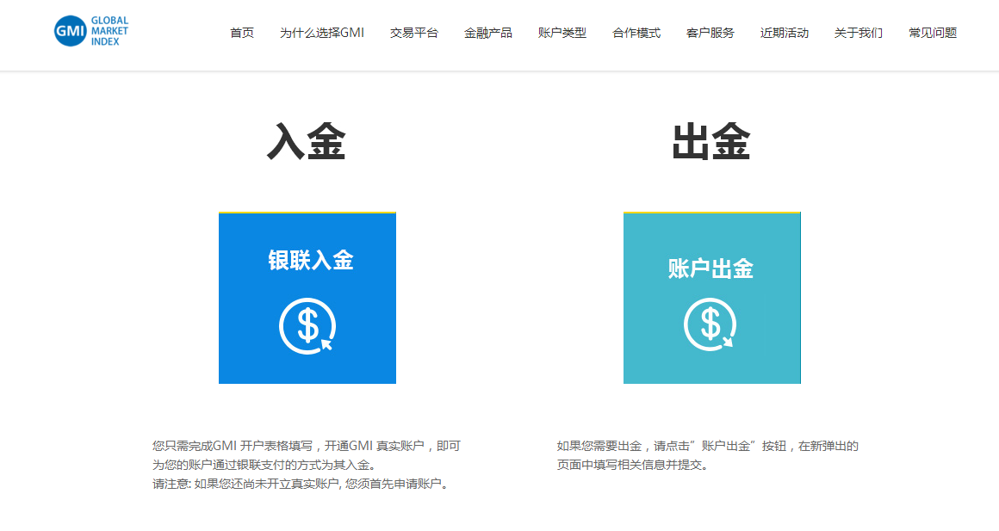 GMI
GLOBAL
MARKET
INDEX
首页 为什么选择GMI 交易平台 金融产品 账户类型 合作模式 客户服务 近期活动 关于我们 常见问题
入金
出金
银联入金
账户出金
您只需完成GMI 开户表格填写，开通GMI 真实账户，即可
为您的账户通过银联支付的方式为其入金。
请注意: 如果您还尚未开立真实账户, 您须首先申请账户。
如果您需要出金，请点击”账户出金”按钮，在新弹出的
页面中填写相关信息并提交。